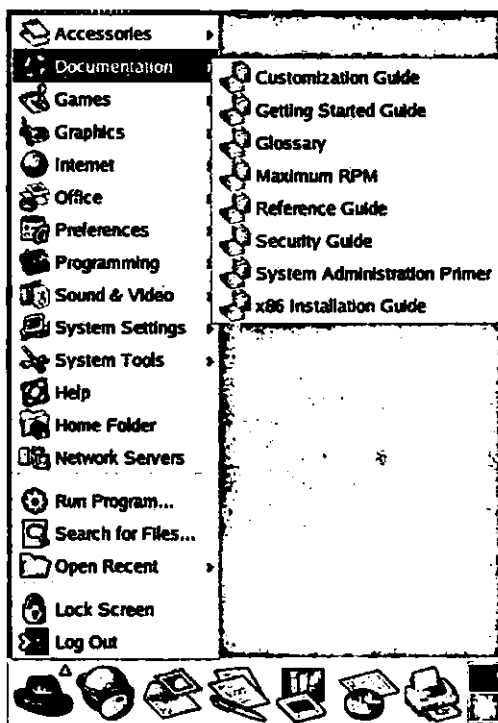 Accessories
Documentation
Games
Graphics
Internet
Office
Preferences
Programming
Sound & Video
System Settings
System Tools
Help
Home Folder
Network Servers
Run Program...
Search for Files...
Open Recent
Lock Screen
Log Out
Customization Guide
Getting Started Guide
Glossary
Maximum RPM
Reference Guide
Security Guide
System Administration Primer
x86 Installation Guide